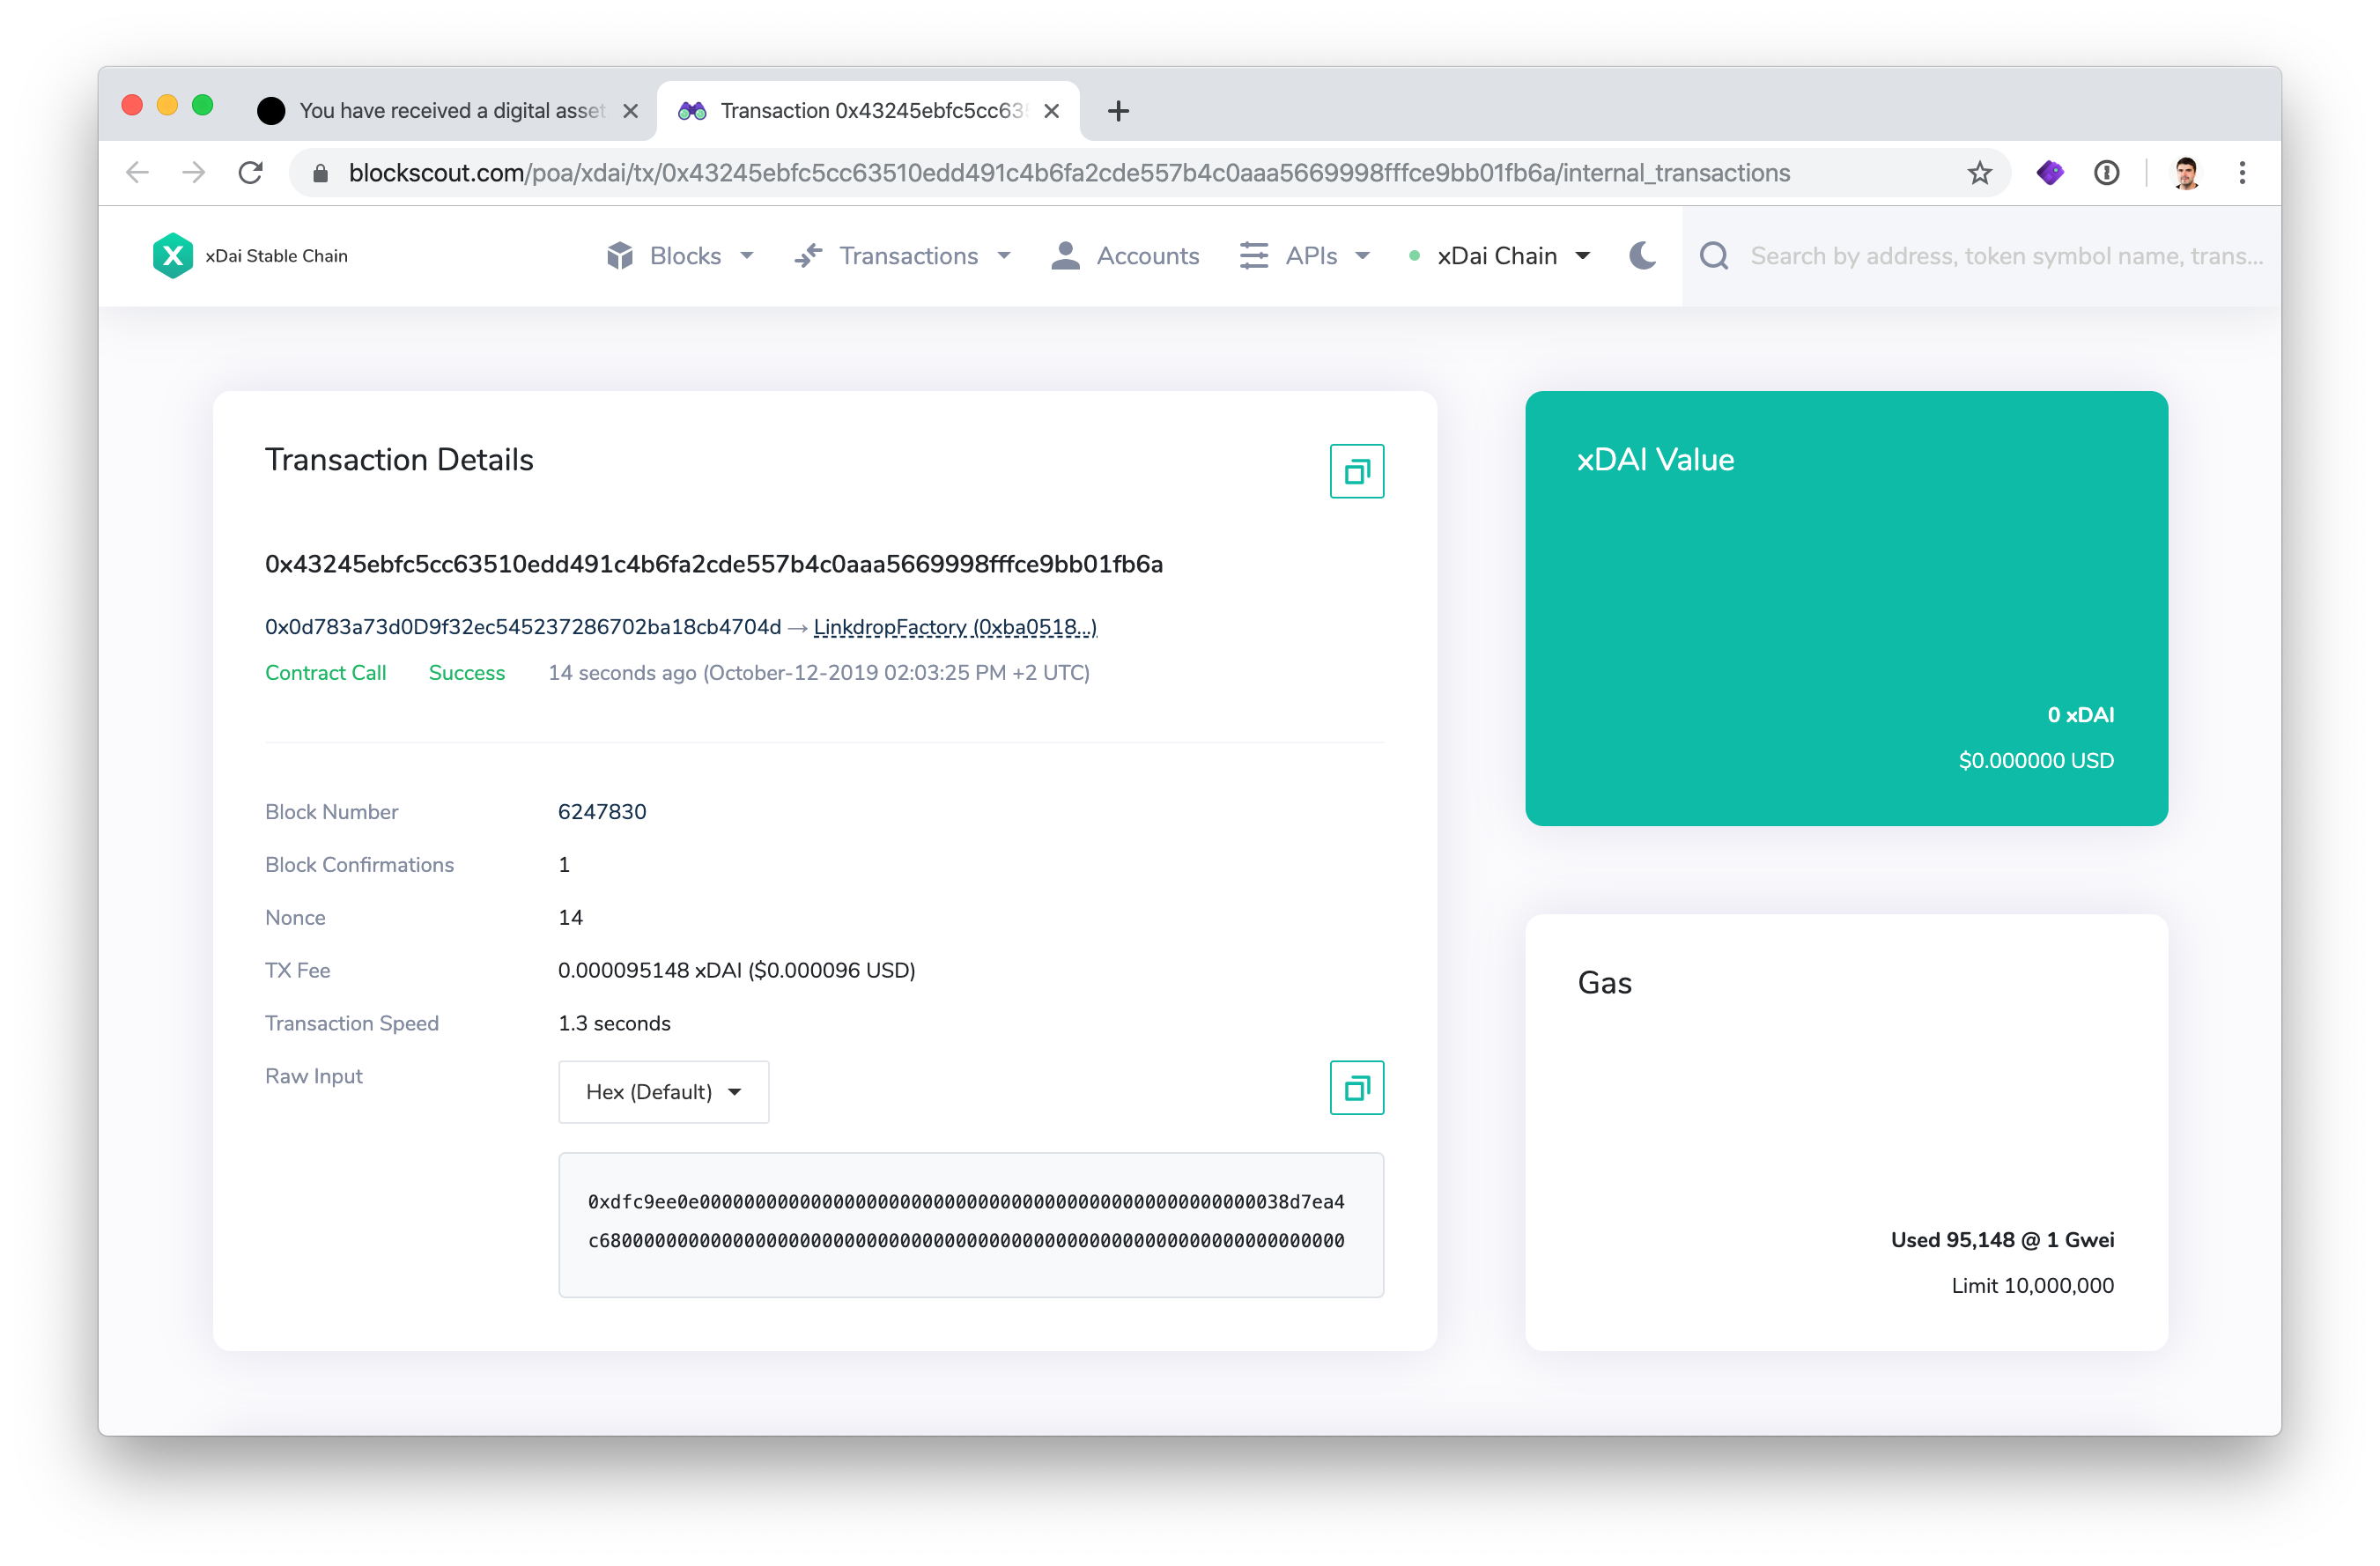 You have received a digital asset
Transaction 0x43245ebfc5cc635
blockscout.com/poa/xdai/tx/0x43245ebfc5cc63510edd491c4b6fa2cde557b4c0aaa5669998fffce9bb01fb6a/internal_transactions
xDai Stable Chain
Blocks
Transactions
Accounts
APIs
xDai Chain
Search by address, token symbol name, trans...
Transaction Details
0x43245ebfc5cc63510edd491c4b6fa2cde557b4c0aaa5669998fffce9bb01fb6a
0x0d783a73d0D9f32ec545237286702ba18cb4704d → LinkdropFactory (0xba0518...)
Contract Call Success 14 seconds ago (October-12-2019 02:03:25 PM +2 UTC)
Block Number 6247830
Block Confirmations 1
Nonce 14
TX Fee 0.000095148 xDAI ($0.000096 USD)
Transaction Speed 1.3 seconds
Raw Input Hex (Default)
0xdfc9ee0e00000000000000000000000000000000000000000000000000038d7ea4
c680000000000000000000000000000000000000000000000000000000000000000
xDAI Value
0 xDAI
$0.000000 USD
Gas
Used 95,148 @ 1 Gwei
Limit 10,000,000